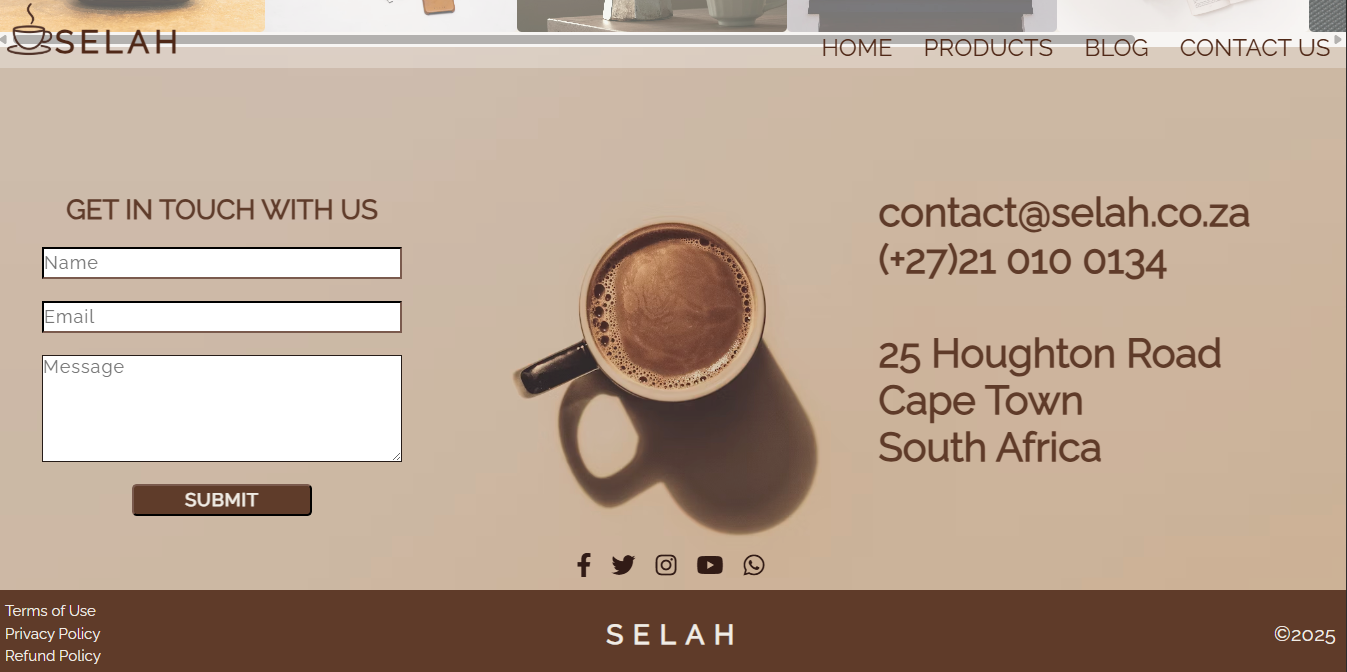 SELAH
HOME PRODUCTS BLOG CONTACT US
GET IN TOUCH WITH US
Name
Email
Message
SUBMIT
contact@selah.co.za
(+27)21 010 0134
25 Houghton Road
Cape Town
South Africa
Terms of Use
Privacy Policy
Refund Policy
SELAH
©2025